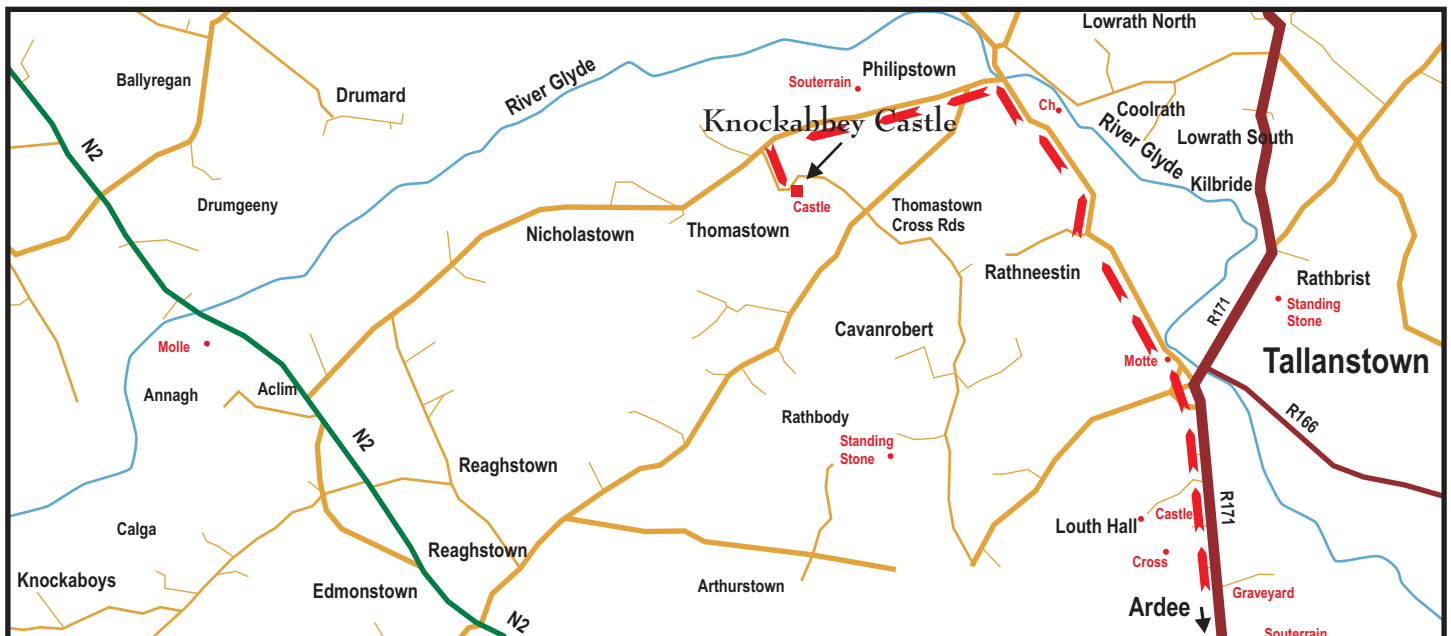 Lowrath North
Ballyregan
Drumard
River Glyde
Souterrain
Philipstown
Ch
Coolrath
Knockabbey Castle
River Glyde
Lowrath South
N2
Kilbride
Drumgeeny
Castle
Thomastown
Cross Rds
Nicholastown
Thomastown
Rathneestin
Rathbrist
R171
Standing
Stone
Cavanrobert
Molle
Motte
Tallanstown
Annagh
Aclim
Rathbody
R166
N2
Standing
Stone
Reaghstown
R171
Castle
Louth Hall
Calga
Reaghstown
Cross
Knockaboys
Edmonstown
Arthurstown
Graveyard
Ardee
N2
Souterrain